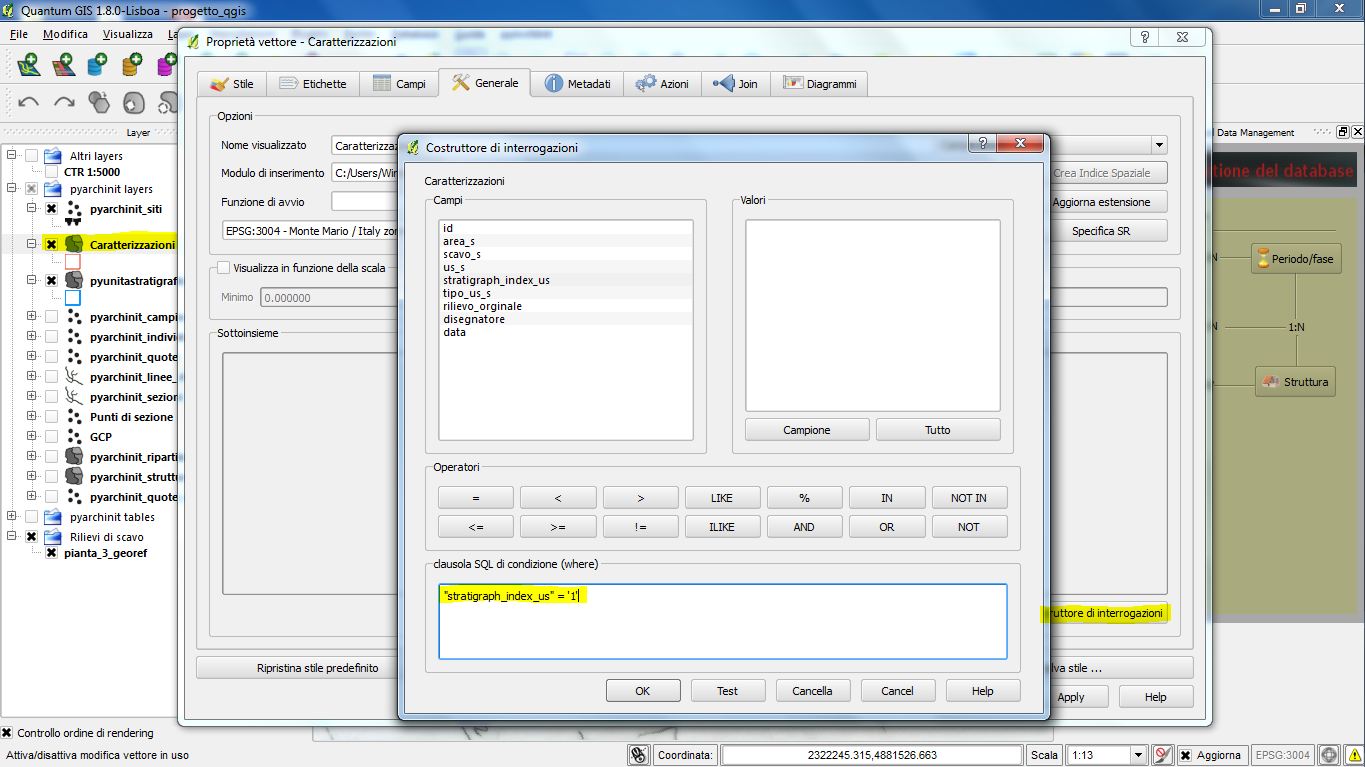 Quantum GIS 1.8.0-Lisboa - progetto_qgis
File Modifica Visualizza
Proprietà vettore - Caratterizzazioni
Stile Etichette Campi Generale Metadati Azioni Join Diagrammi
Layer
Altri layers
CTR 1:5000
pyarchinit layers
pyarchinit_siti
Caratterizzazioni
pyunitastratigraf
pyarchinit_campi
pyarchinit_indivi
pyarchinit_quote
pyarchinit_linee_
pyarchinit_sezion
Punti di sezione
GCP
pyarchinit_riparti
pyarchinit_struttu
pyarchinit_quote
pyarchinit tables
Rilievi di scavo
pianta_3_georef
Controllo ordine di rendering
Opzioni
Nome visualizzato Caratterizza
Modulo di inserimento C:/Users/Wir
Funzione di avvio
EPSG:3004 - Monte Mario / Italy zon
Visualizza in funzione della scala
Minimo 0.000000
Sottoinsieme
Ripristina stile predefinito
Crea Indice Spaziale
Aggiorna estensione
Specifica SR
ruttore di interrogazioni
lva stile ...
Apply Help
Costruttore di interrogazioni
Caratterizzazioni
Campi
id
area_s
scavo_s
us_s
stratigraph_index_us
tipo_us_s
rilievo_orginale
disegnatore
data
Valori
Campione Tutto
Operatori
= < > LIKE % IN NOT IN
<= >= != ILIKE AND OR NOT
clausola SQL di condizione (where)
"stratigraph_index_us" = '1'
OK Test Cancella Cancel Help
Data Management
tione del database
Periodo/fase
N
1:N
Struttura
Attiva/disattiva modifica vettore in uso
Coordinata: 2322245.315,4881526.663 Scala 1:13 Aggiorna EPSG:3004